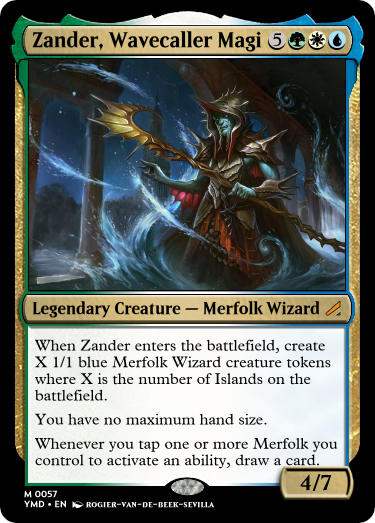 Zander, Wavecaller Magi 5
Legendary Creature — Merfolk Wizard
When Zander enters the battlefield, create
X 1/1 blue Merfolk Wizard creature tokens
where X is the number of Islands on the
battlefield.
You have no maximum hand size.
Whenever you tap one or more Merfolk you
control to activate an ability, draw a card.
4/7
M 0057
YMD • EN ROGIER-VAN-DE-BEEK-SEVILLA